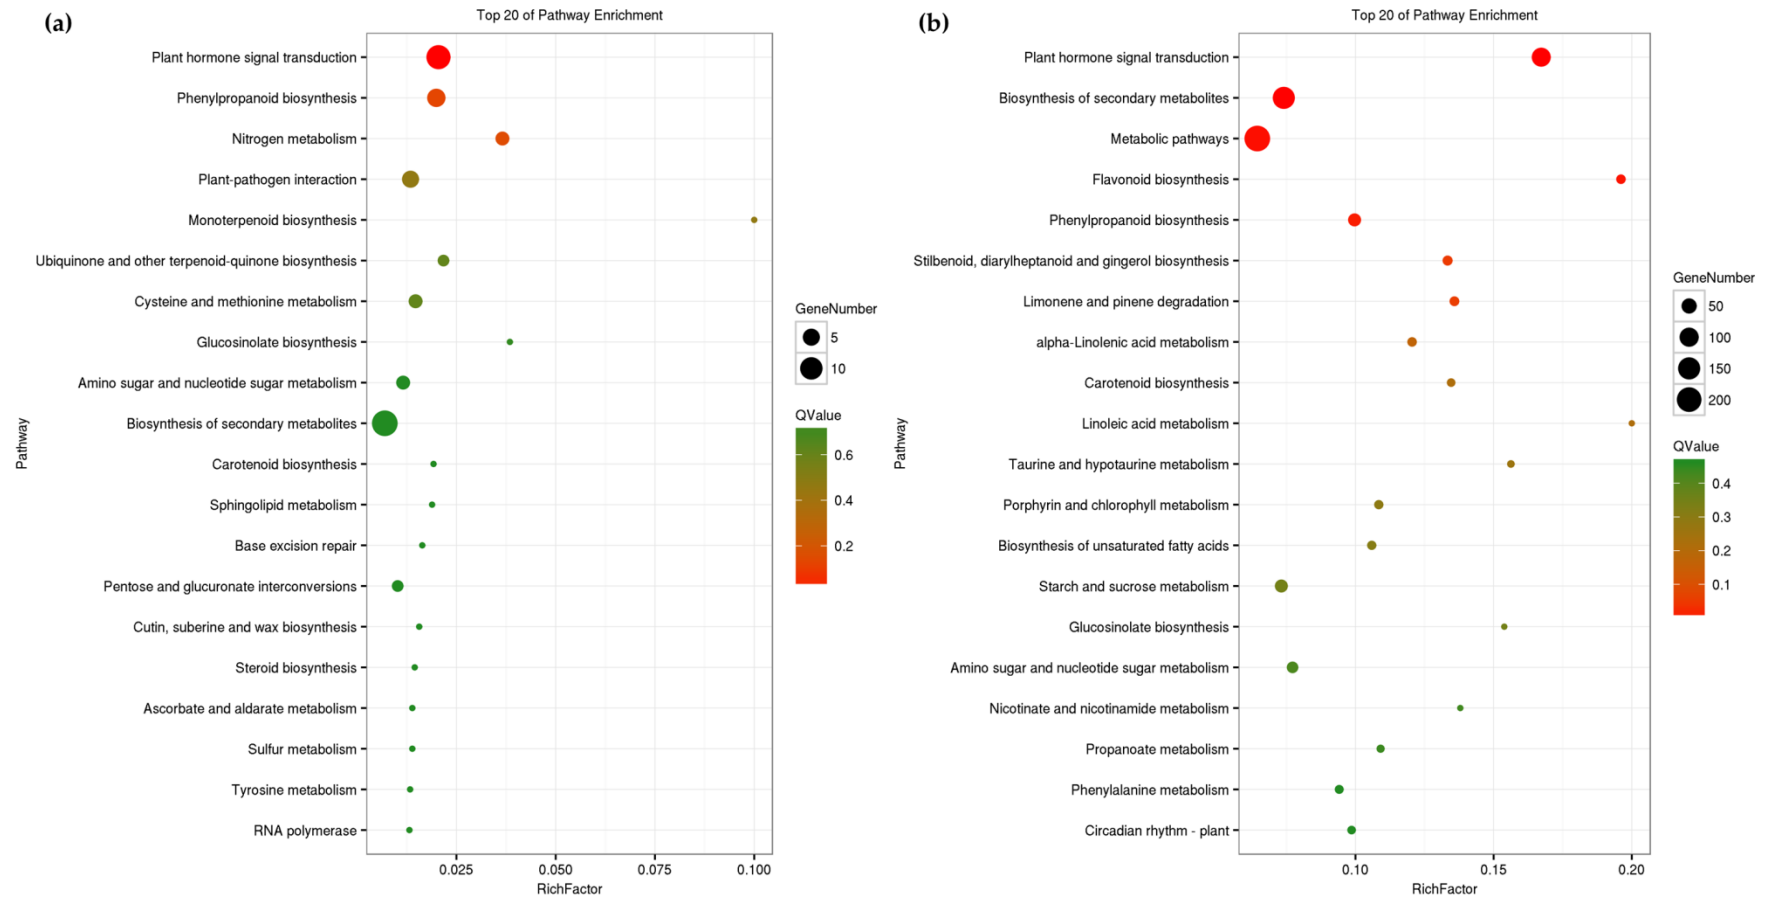 (a)
Top 20 of Pathway Enrichment
Plant hormone signal transduction
Phenylpropanoid biosynthesis
Nitrogen metabolism
Plant-pathogen interaction
Monoterpenoid biosynthesis
Ubiquinone and other terpenoid-quinone biosynthesis
Cysteine and methionine metabolism
Glucosinolate biosynthesis
Amino sugar and nucleotide sugar metabolism
Biosynthesis of secondary metabolites
Carotenoid biosynthesis
Sphingolipid metabolism
Base excision repair
Pentose and glucuronate interconversions
Cutin, suberine and wax biosynthesis
Steroid biosynthesis
Ascorbate and aldarate metabolism
Sulfur metabolism
Tyrosine metabolism
RNA polymerase
Pathway
0.025 0.050 0.075 0.100
RichFactor
GeneNumber
5
10
QValue
0.6
0.4
0.2
(b)
Top 20 of Pathway Enrichment
Plant hormone signal transduction
Biosynthesis of secondary metabolites
Metabolic pathways
Flavonoid biosynthesis
Phenylpropanoid biosynthesis
Stilbenoid, diarylheptanoid and gingerol biosynthesis
Limonene and pinene degradation
alpha-Linolenic acid metabolism
Carotenoid biosynthesis
Linoleic acid metabolism
Taurine and hypotaurine metabolism
Porphyrin and chlorophyll metabolism
Biosynthesis of unsaturated fatty acids
Starch and sucrose metabolism
Glucosinolate biosynthesis
Amino sugar and nucleotide sugar metabolism
Nicotinate and nicotinamide metabolism
Propanoate metabolism
Phenylalanine metabolism
Circadian rhythm - plant
Pathway
0.10 0.15 0.20
RichFactor
GeneNumber
50
100
150
200
QValue
0.4
0.3
0.2
0.1